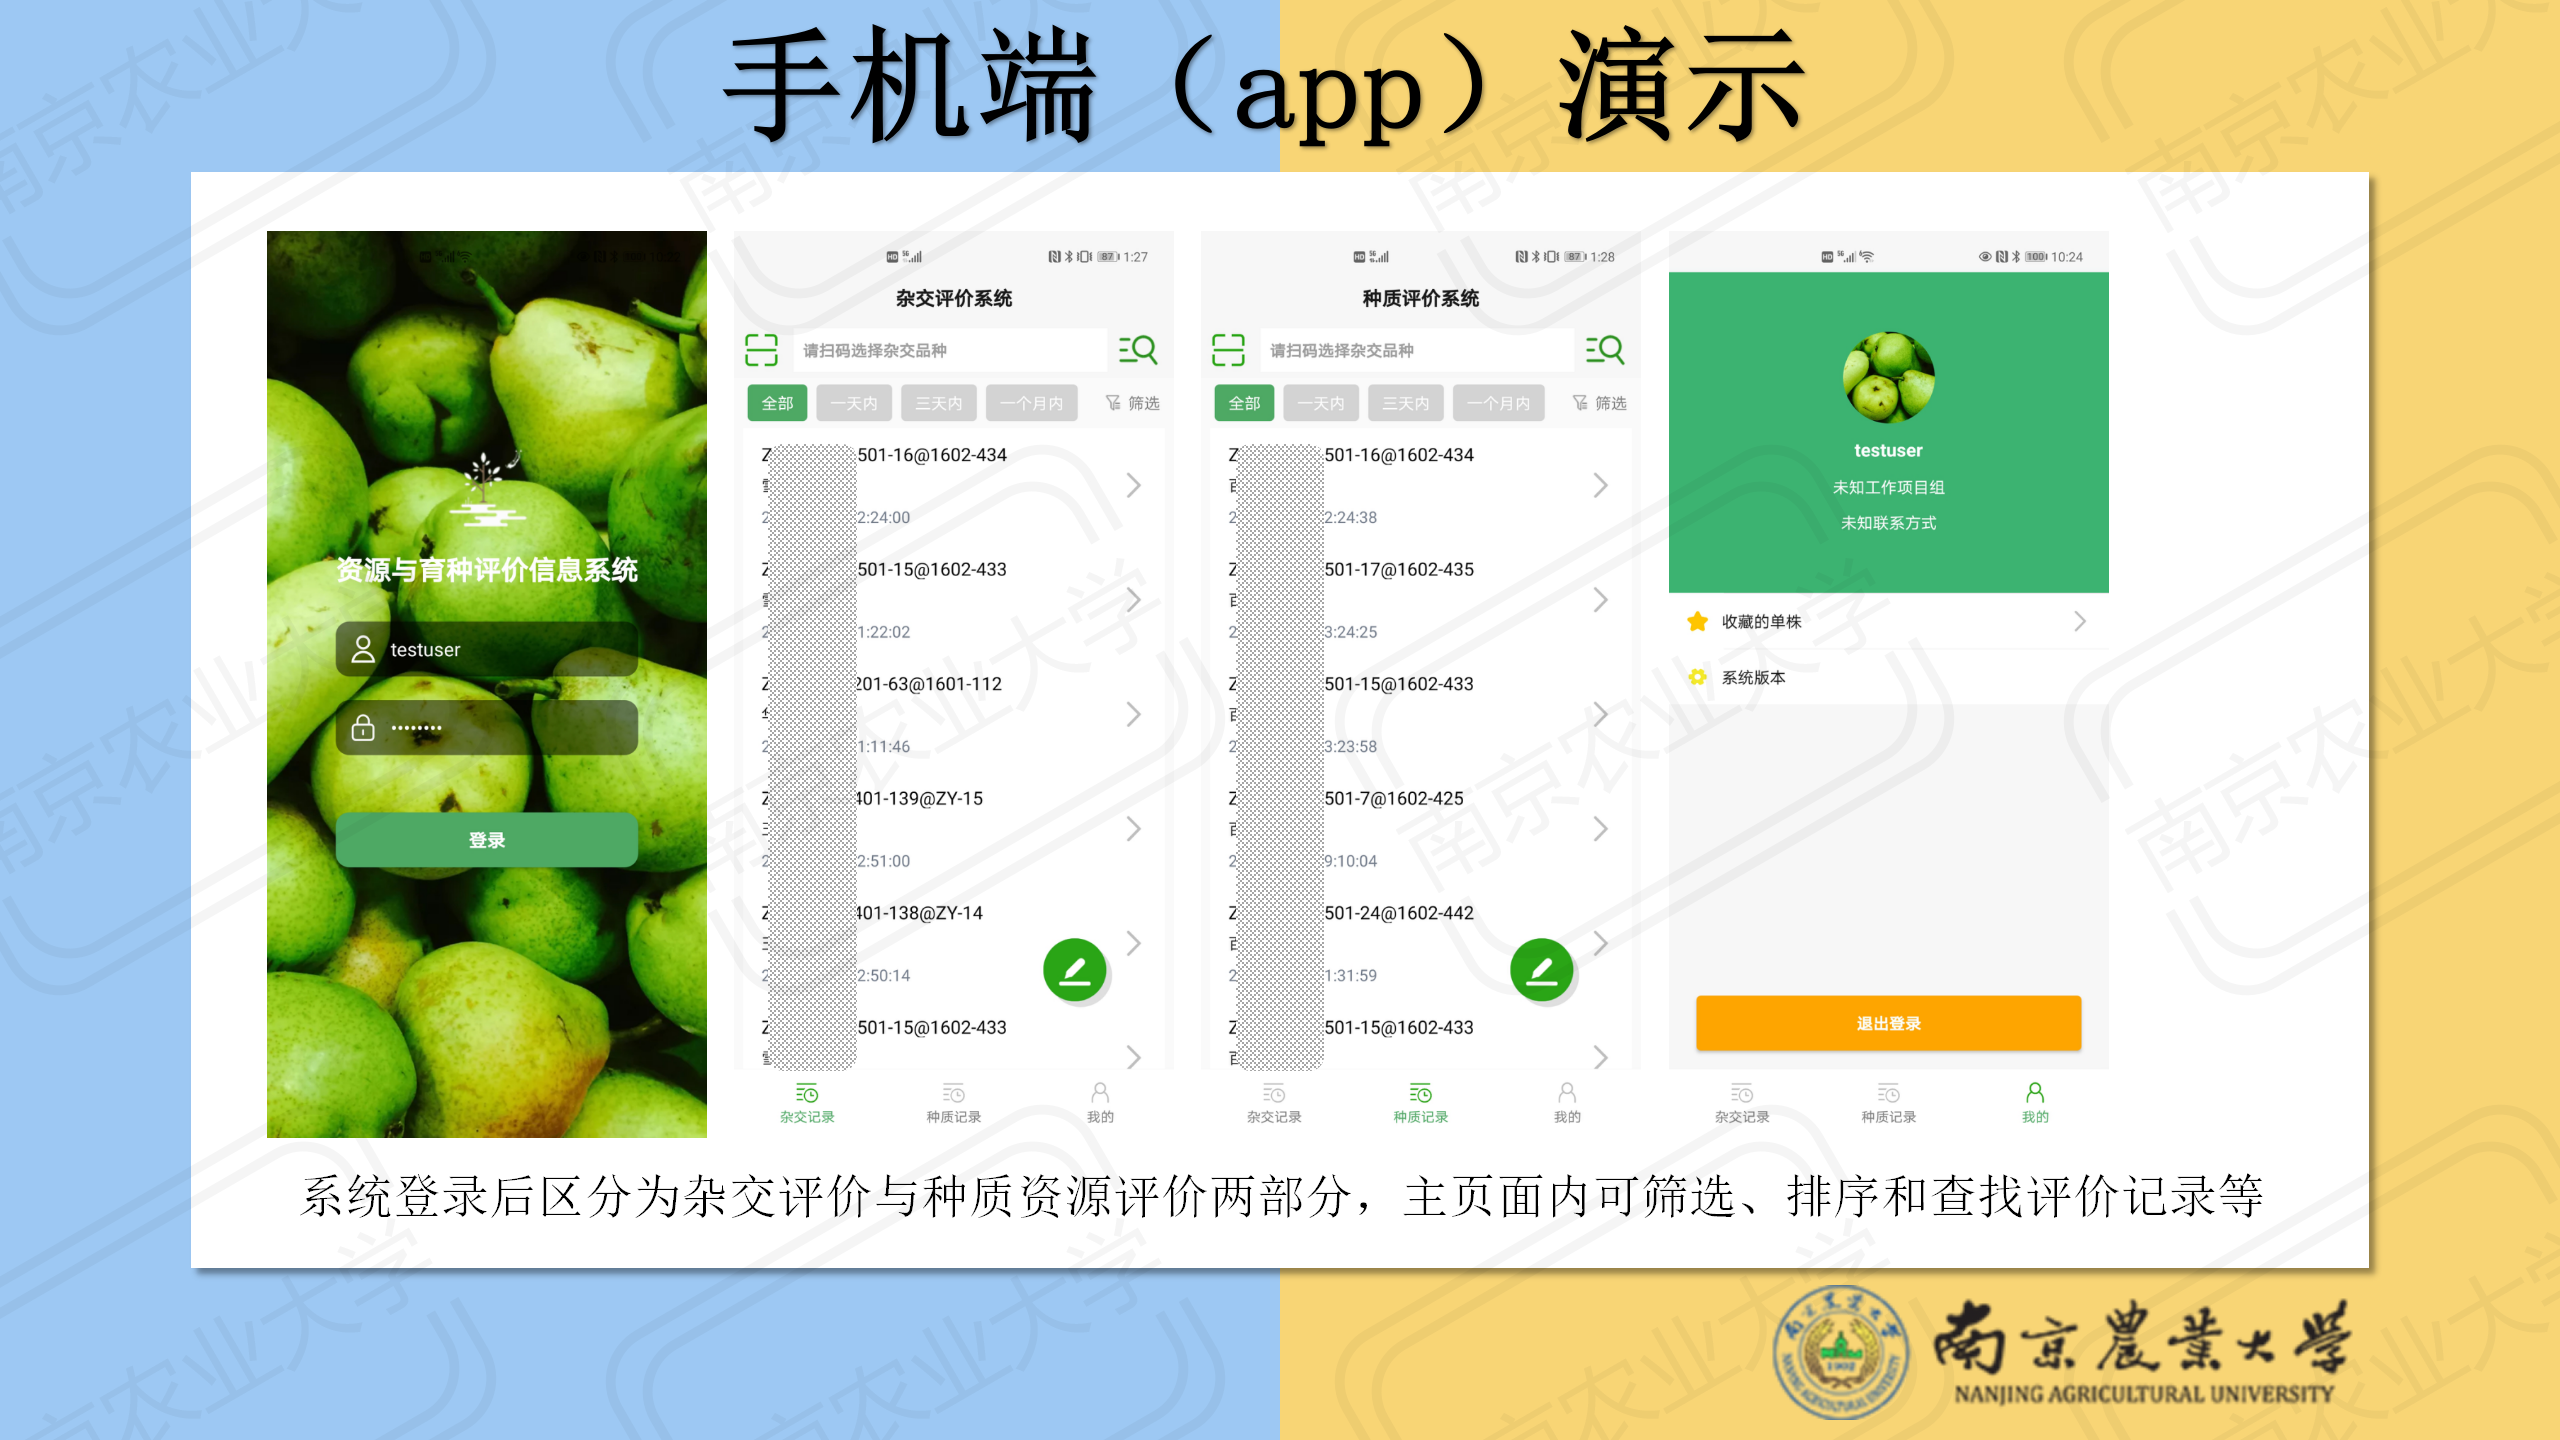 手机端（app）演示
资源与育种评价信息系统
testuser
登录
1:27
杂交评价系统
请扫码选择杂交品种
全部 一天内 三天内 一个月内 筛选
501-16@1602-434
2:24:00
501-15@1602-433
1:22:02
201-63@1601-112
1:11:46
401-139@ZY-15
2:51:00
401-138@ZY-14
2:50:14
501-15@1602-433
杂交记录 种质记录 我的
1:28
种质评价系统
请扫码选择杂交品种
全部 一天内 三天内 一个月内 筛选
501-16@1602-434
2:24:38
501-17@1602-435
3:24:25
501-15@1602-433
3:23:58
501-7@1602-425
9:10:04
501-24@1602-442
1:31:59
501-15@1602-433
杂交记录 种质记录 我的
10:24
testuser
未知工作项目组
未知联系方式
收藏的单株
系统版本
退出登录
杂交记录 种质记录 我的
系统登录后区分为杂交评价与种质资源评价两部分，主页面内可筛选、排序和查找评价记录等
南京農業大學
NANJING AGRICULTURAL UNIVERSITY
南京农业大学